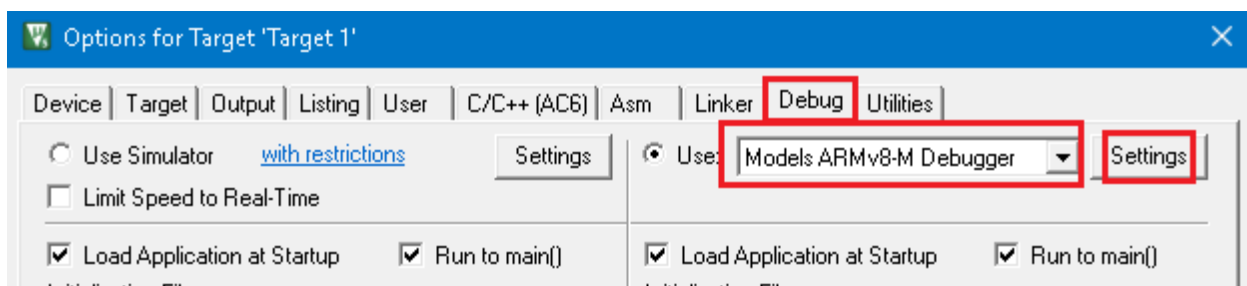 Options for Target 'Target 1'
Device Target Output Listing User C/C++ (AC6) Asm Linker Debug Utilities
Use Simulator with restrictions Settings Use: Models ARMv8-M Debugger Settings
Limit Speed to Real-Time
Load Application at Startup Run to main() Load Application at Startup Run to main()